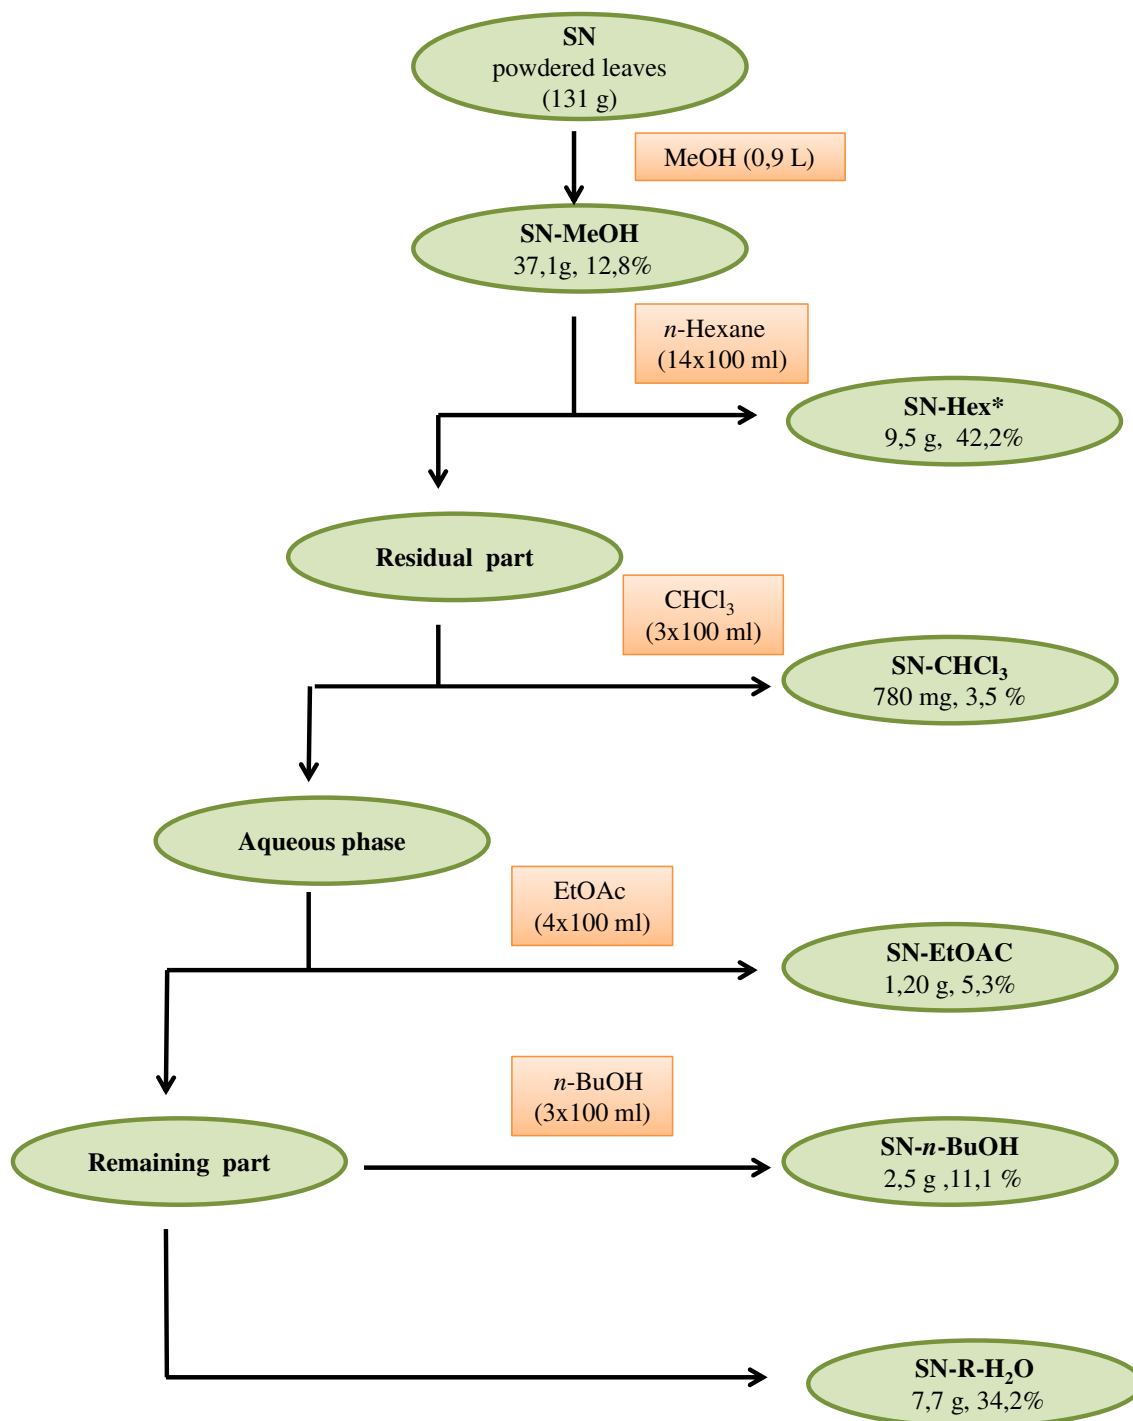 SN
powdered leaves
(131 g)
MeOH (0,9 L)
SN-MeOH
37,1g, 12,8%
n-Hexane
(14x100 ml)
SN-Hex*
9,5 g, 42,2%
Residual part
CHCl₃
(3x100 ml)
SN-CHCl₃
780 mg, 3,5 %
Aqueous phase
EtOAc
(4x100 ml)
SN-EtOAC
1,20 g, 5,3%
n-BuOH
(3x100 ml)
Remaining part
SN-n-BuOH
2,5 g ,11,1 %
SN-R-H₂O
7,7 g, 34,2%